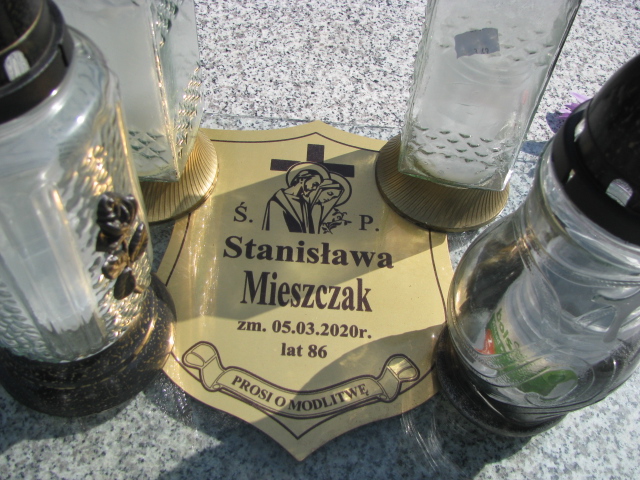 Ś. P.
Stanisława
Mieszczak
zm. 05.03.2020r.
lat 86
PROSI O MODLITWĘ